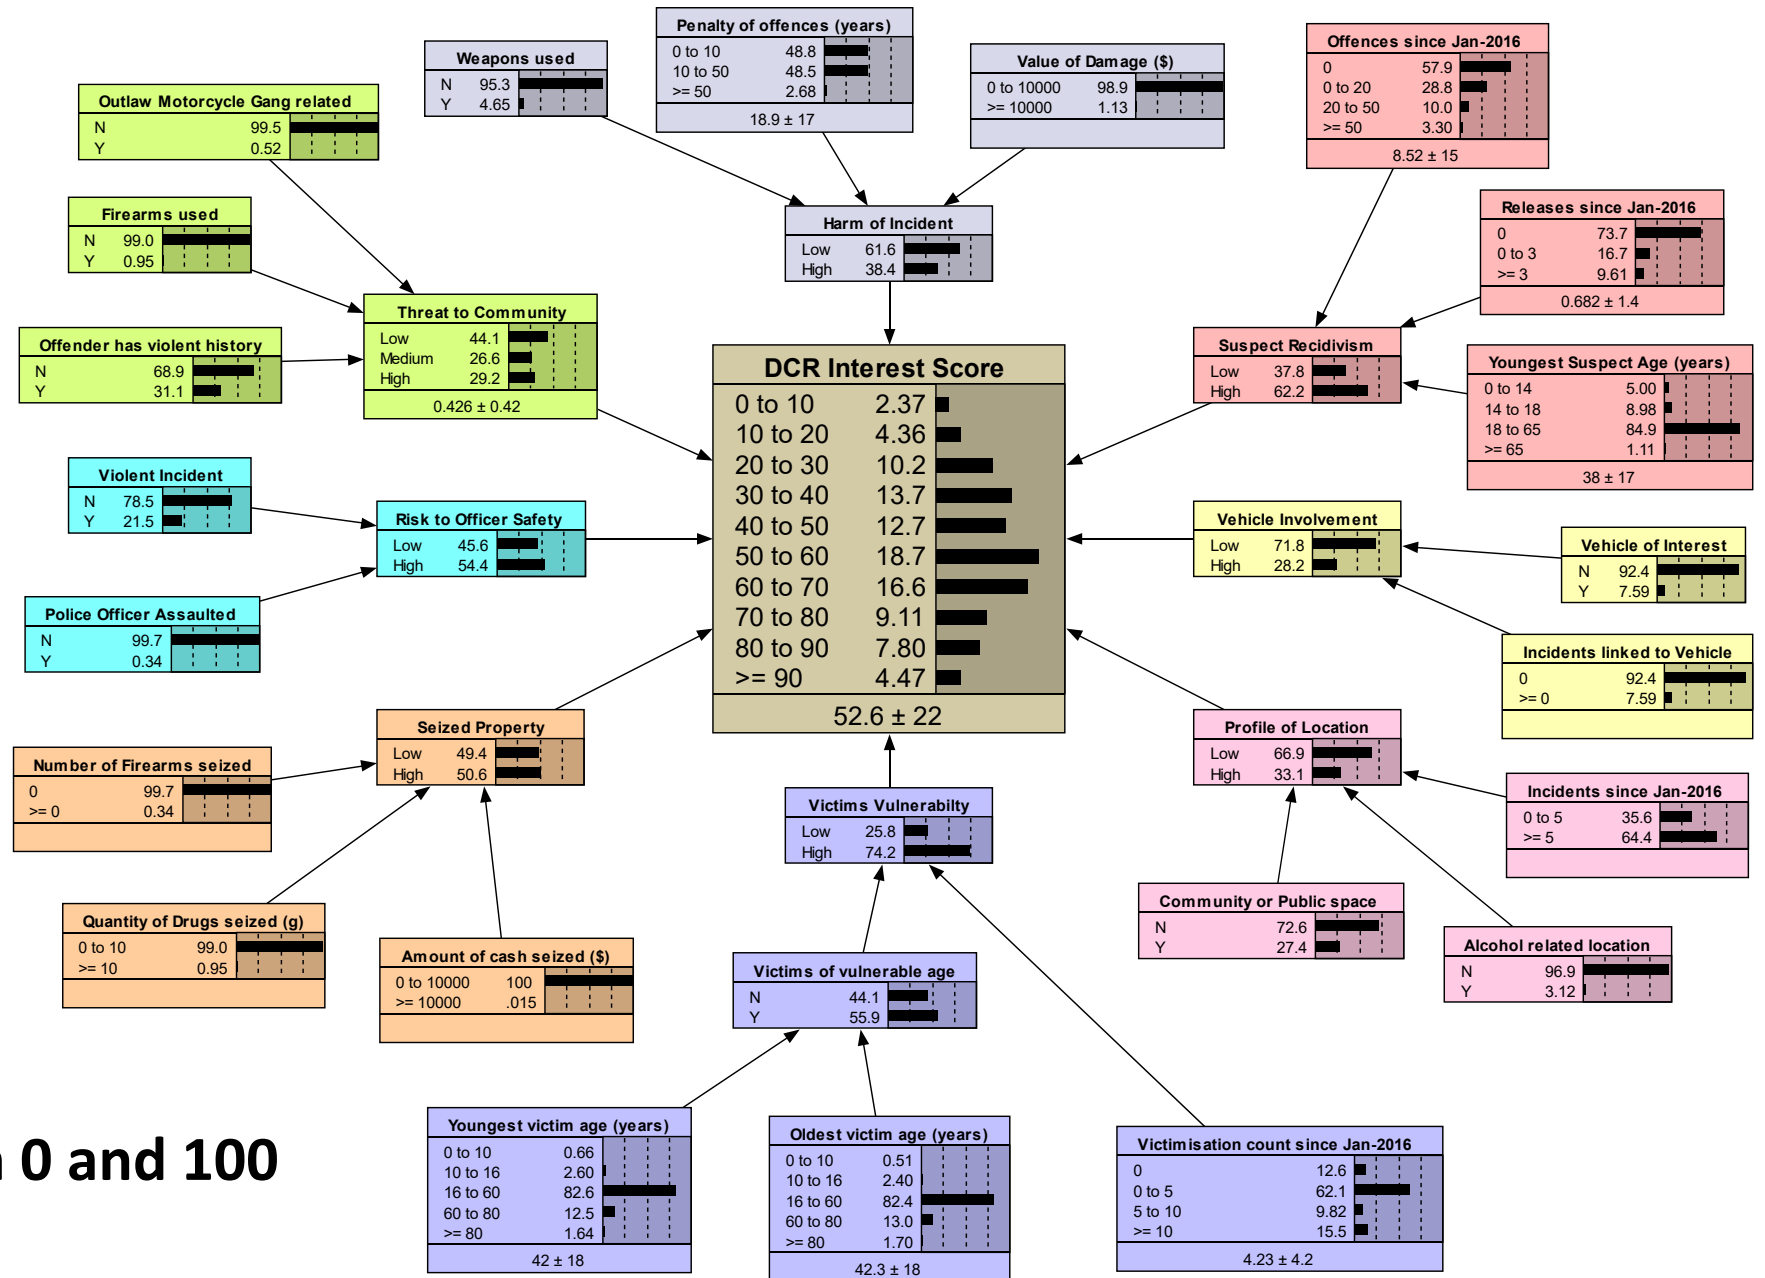 Penalty of offences (years)
0 to 10 48.8
10 to 50 48.5
>= 50 2.68
18.9 ± 17
Weapons used
N 95.3
Y 4.65
Value of Damage ($)
0 to 10000 98.9
>= 10000 1.13
Offences since Jan-2016
0 57.9
0 to 20 28.8
20 to 50 10.0
>= 50 3.30
8.52 ± 15
Outlaw Motorcycle Gang related
N 99.5
Y 0.52
Firearms used
N 99.0
Y 0.95
Harm of Incident
Low 61.6
High 38.4
Releases since Jan-2016
0 73.7
0 to 3 16.7
>= 3 9.61
0.682 ± 1.4
Threat to Community
Low 44.1
Medium 26.6
High 29.2
0.426 ± 0.42
Offender has violent history
N 68.9
Y 31.1
DCR Interest Score
0 to 10 2.37
10 to 20 4.36
20 to 30 10.2
30 to 40 13.7
40 to 50 12.7
50 to 60 18.7
60 to 70 16.6
70 to 80 9.11
80 to 90 7.80
>= 90 4.47
52.6 ± 22
Suspect Recidivism
Low 37.8
High 62.2
Youngest Suspect Age (years)
0 to 14 5.00
14 to 18 8.98
18 to 65 84.9
>= 65 1.11
38 ± 17
Violent Incident
N 78.5
Y 21.5
Risk to Officer Safety
Low 45.6
High 54.4
Vehicle Involvement
Low 71.8
High 28.2
Vehicle of Interest
N 92.4
Y 7.59
Police Officer Assaulted
N 99.7
Y 0.34
Incidents linked to Vehicle
0 92.4
>= 0 7.59
Seized Property
Low 49.4
High 50.6
Profile of Location
Low 66.9
High 33.1
Number of Firearms seized
0 99.7
>= 0 0.34
Incidents since Jan-2016
0 to 5 35.6
>= 5 64.4
Victims Vulnerabilty
Low 25.8
High 74.2
Community or Public space
N 72.6
Y 27.4
Quantity of Drugs seized (g)
0 to 10 99.0
>= 10 0.95
Amount of cash seized ($)
0 to 10000 100
>= 10000 .015
Alcohol related location
N 96.9
Y 3.12
Victims of vulnerable age
N 44.1
Y 55.9
Youngest victim age (years)
0 to 10 0.66
10 to 16 2.60
16 to 60 82.6
60 to 80 12.5
>= 80 1.64
42 ± 18
Oldest victim age (years)
0 to 10 0.51
10 to 16 2.40
16 to 60 82.4
60 to 80 13.0
>= 80 1.70
42.3 ± 18
Victimisation count since Jan-2016
0 12.6
0 to 5 62.1
5 to 10 9.82
>= 10 15.5
4.23 ± 4.2
0 and 100